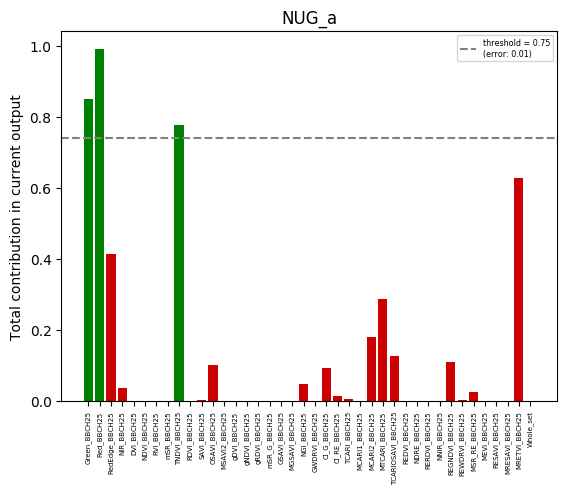 NUG_a
threshold = 0.75
(error: 0.01)
Total contribution in current output
1.0
0.8
0.6
0.4
0.2
0.0
Green_BBCH25
Red_BBCH25
RedEdge_BBCH25
NIR_BBCH25
DVI_BBCH25
NDVI_BBCH25
RVI_BBCH25
mSR_BBCH25
TNDVI_BBCH25
RDVI_BBCH25
SAVI_BBCH25
OSAVI_BBCH25
MSAVI2_BBCH25
gDVI_BBCH25
gNDVI_BBCH25
gRDVI_BBCH25
mSR_G_BBCH25
GSAVI_BBCH25
MGSAVI_BBCH25
NGI_BBCH25
GWDRVI_BBCH25
CI_G_BBCH25
CI_RE_BBCH25
TCARI_BBCH25
MCARI1_BBCH25
MCARI2_BBCH25
MTCARI_BBCH25
TCARIOSAVI_BBCH25
REDVI_BBCH25
NDRE_BBCH25
RERDVI_BBCH25
NNIR_BBCH25
REGNDVI_BBCH25
REWDRVI_BBCH25
MSR_RE_BBCH25
MEVI_BBCH25
RESAVI_BBCH25
MRESAVI_BBCH25
MRETVI_BBCH25
Whole_set